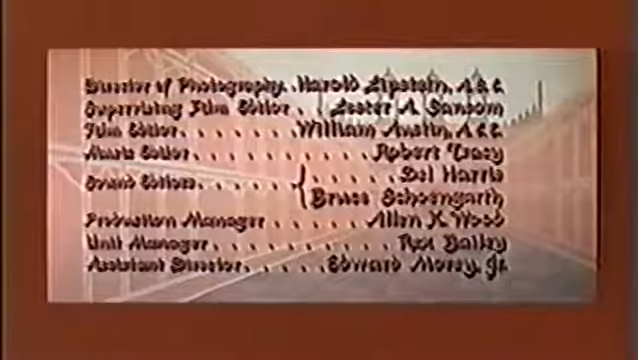 Director of Photography. .Harold Lipstein, A.S.C.
Supervising Film Editor . . Lester A. Sansom
Film Editor. . . . . . . .William Austin, A.C.E.
Music Editor. . . . . . . . . . . Robert Tracy
Sound Editors. . . . . . { . . . . . Del Harris
Bruce Schoengarth
Production Manager . . . . . Allen K. Wood
Unit Manager. . . . . . . . . . Rex Bailey
Assistant Director. . . . . .Edward Morey, Jr.